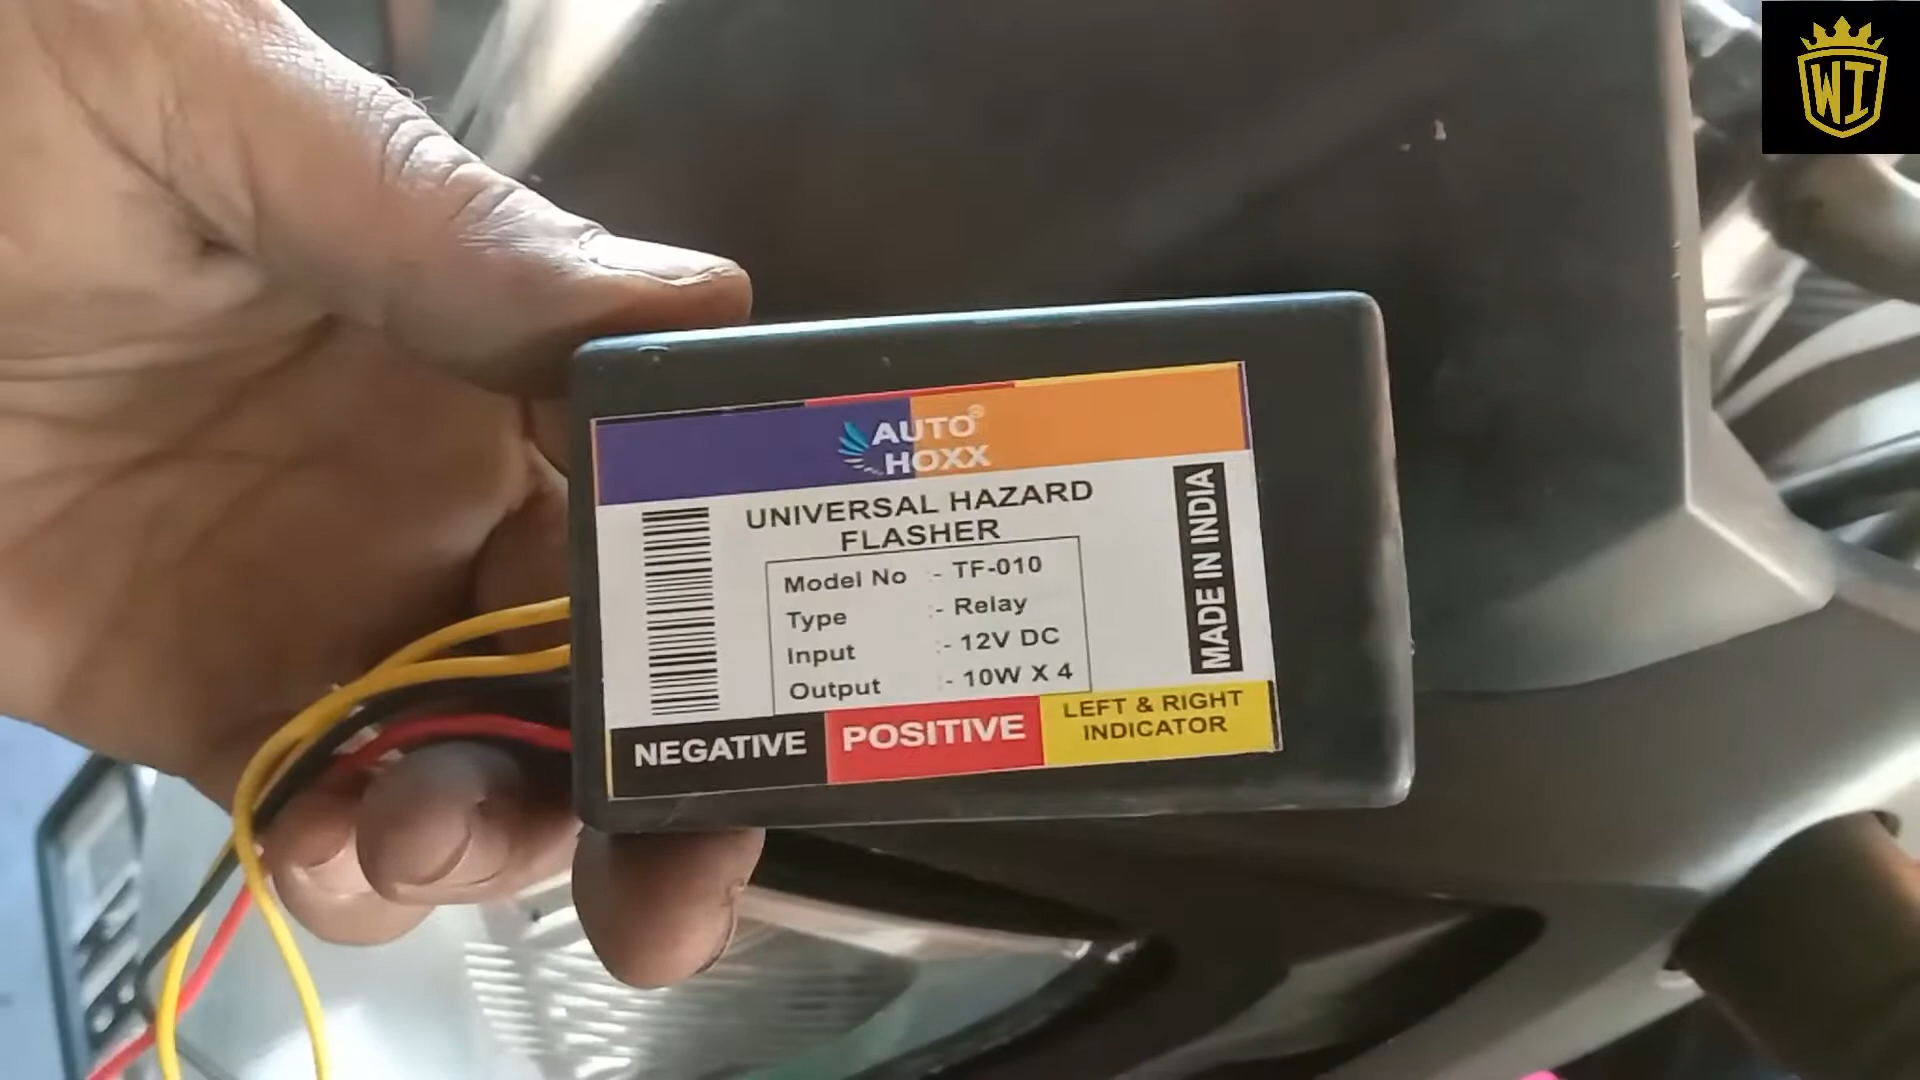 WI
AUTO®
HOXX
UNIVERSAL HAZARD
FLASHER
Model No :- TF-010
Type :- Relay
Input :- 12V DC
Output :- 10W X 4
MADE IN INDIA
NEGATIVE
POSITIVE
LEFT & RIGHT
INDICATOR